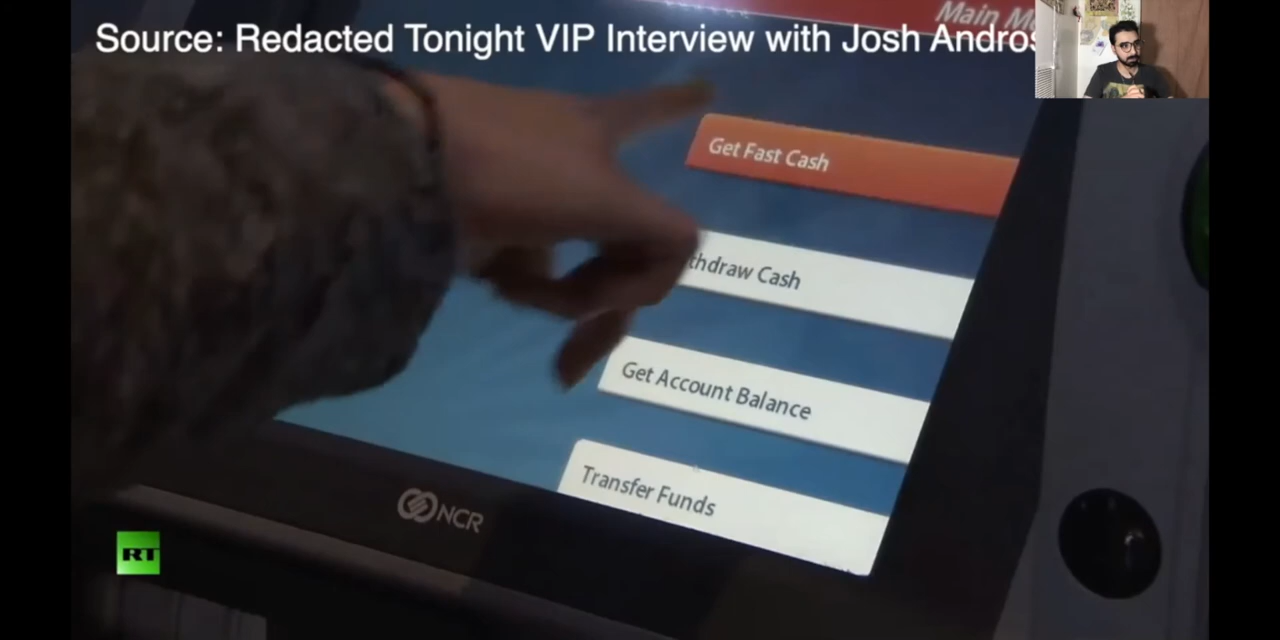 Source: Redacted Tonight VIP Interview with Josh Andros
Main M
Get Fast Cash
thdraw Cash
Get Account Balance
Transfer Funds
NCR
RT